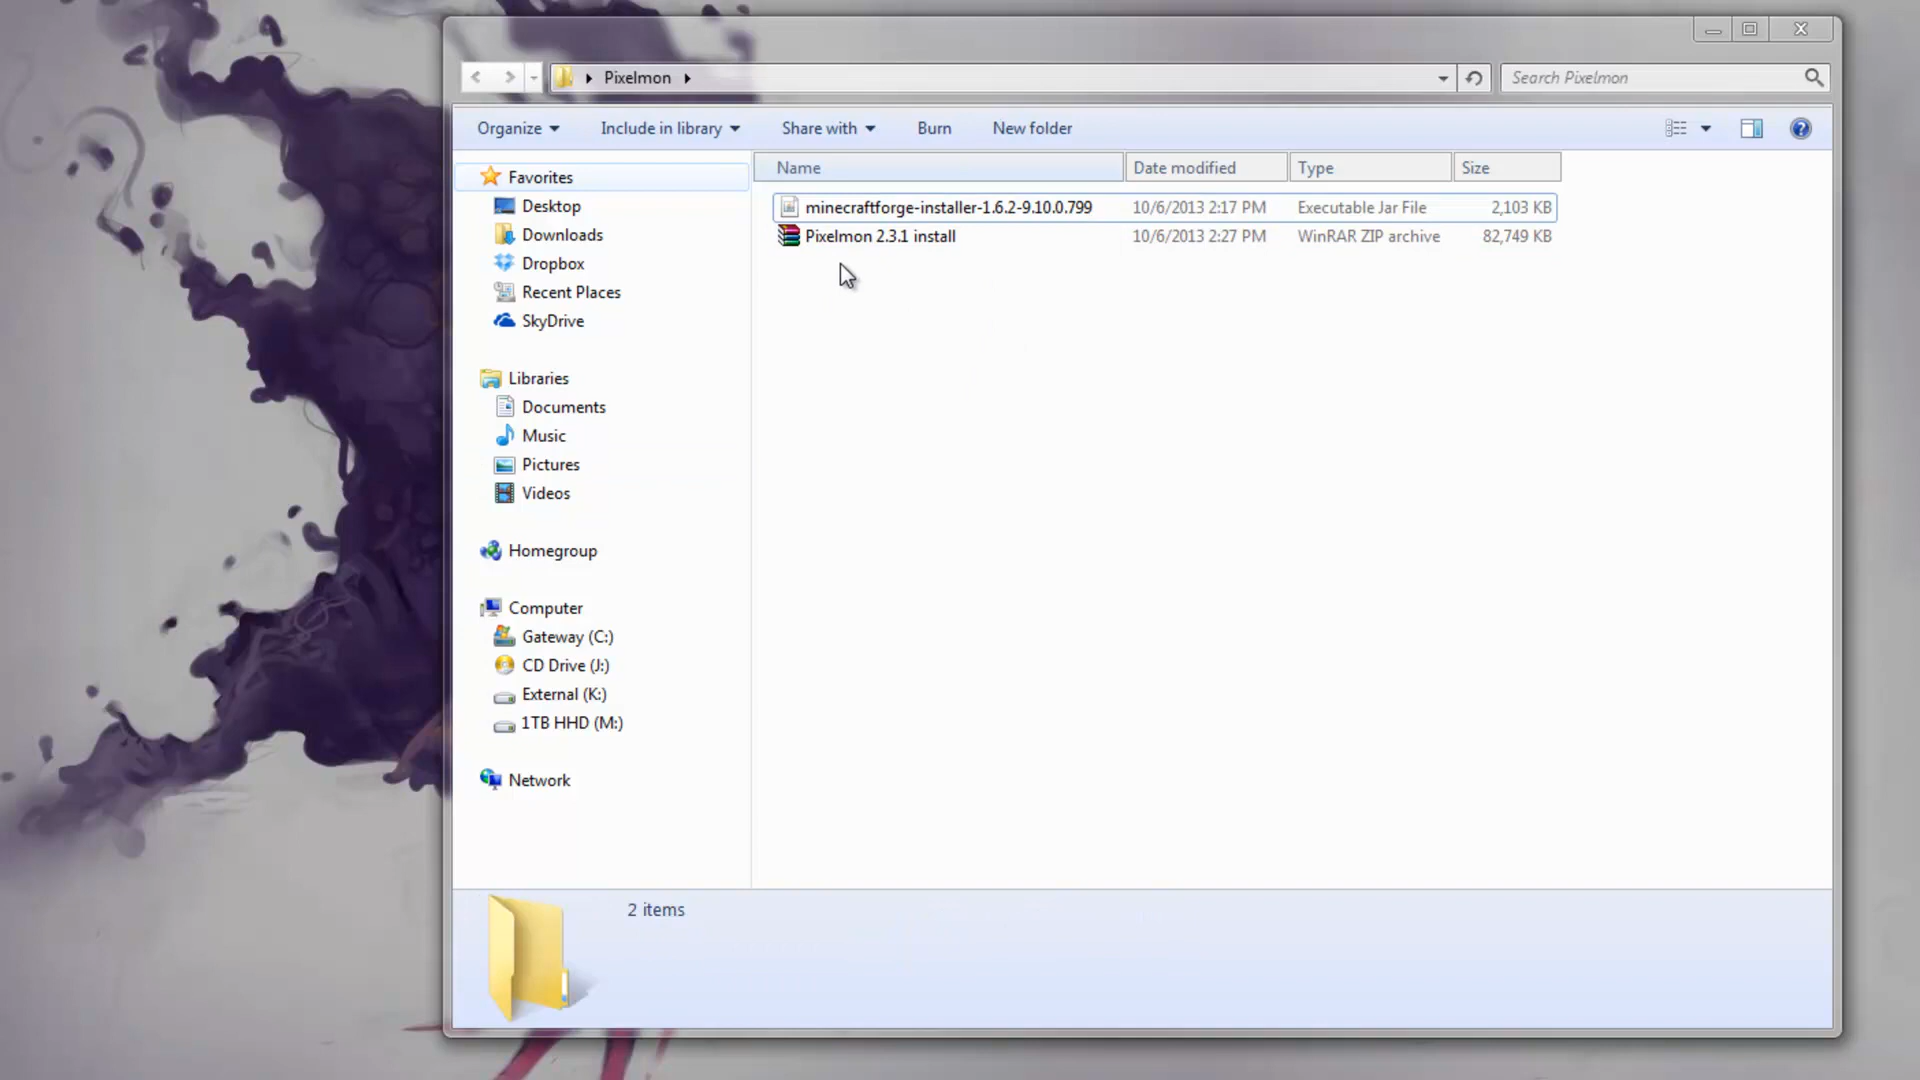 Pixelmon
Search Pixelmon
Organize
Include in library
Share with
Burn
New folder
Name
Date modified
Type
Size
minecraftforge-installer-1.6.2-9.10.0.799 10/6/2013 2:17 PM Executable Jar File 2,103 KB
Pixelmon 2.3.1 install 10/6/2013 2:27 PM WinRAR ZIP archive 82,749 KB
Favorites
Desktop
Downloads
Dropbox
Recent Places
SkyDrive
Libraries
Documents
Music
Pictures
Videos
Homegroup
Computer
Gateway (C:)
CD Drive (J:)
External (K:)
1TB HHD (M:)
Network
2 items